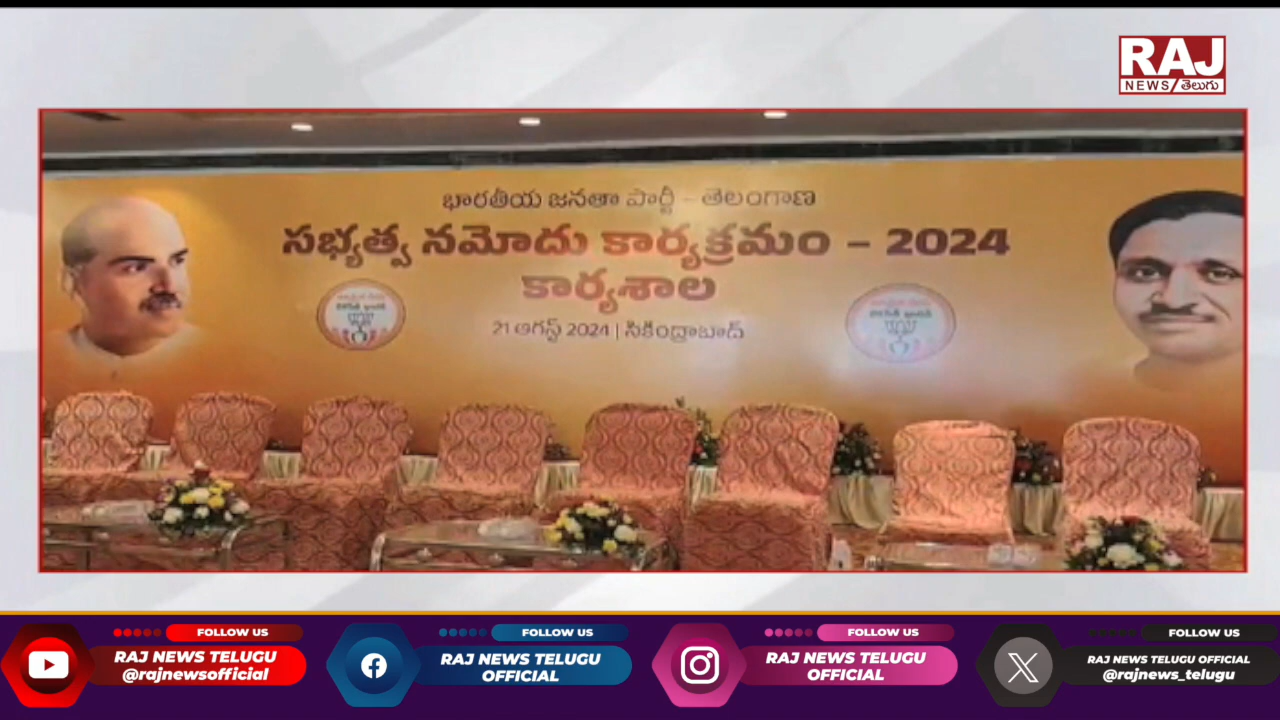 RAJ
NEWS తెలుగు
భారతీయ జనతా పార్టీ - తెలంగాణ
సభ్యత్వ నమోదు కార్యక్రమం - 2024
కార్యశాల
21 ఆగస్ట్ 2024 | సికింద్రాబాద్
FOLLOW US
RAJ NEWS TELUGU
@rajnewsofficial
FOLLOW US
RAJ NEWS TELUGU
OFFICIAL
FOLLOW US
RAJ NEWS TELUGU
OFFICIAL
FOLLOW US
RAJ NEWS TELUGU OFFICIAL
@rajnews_telugu